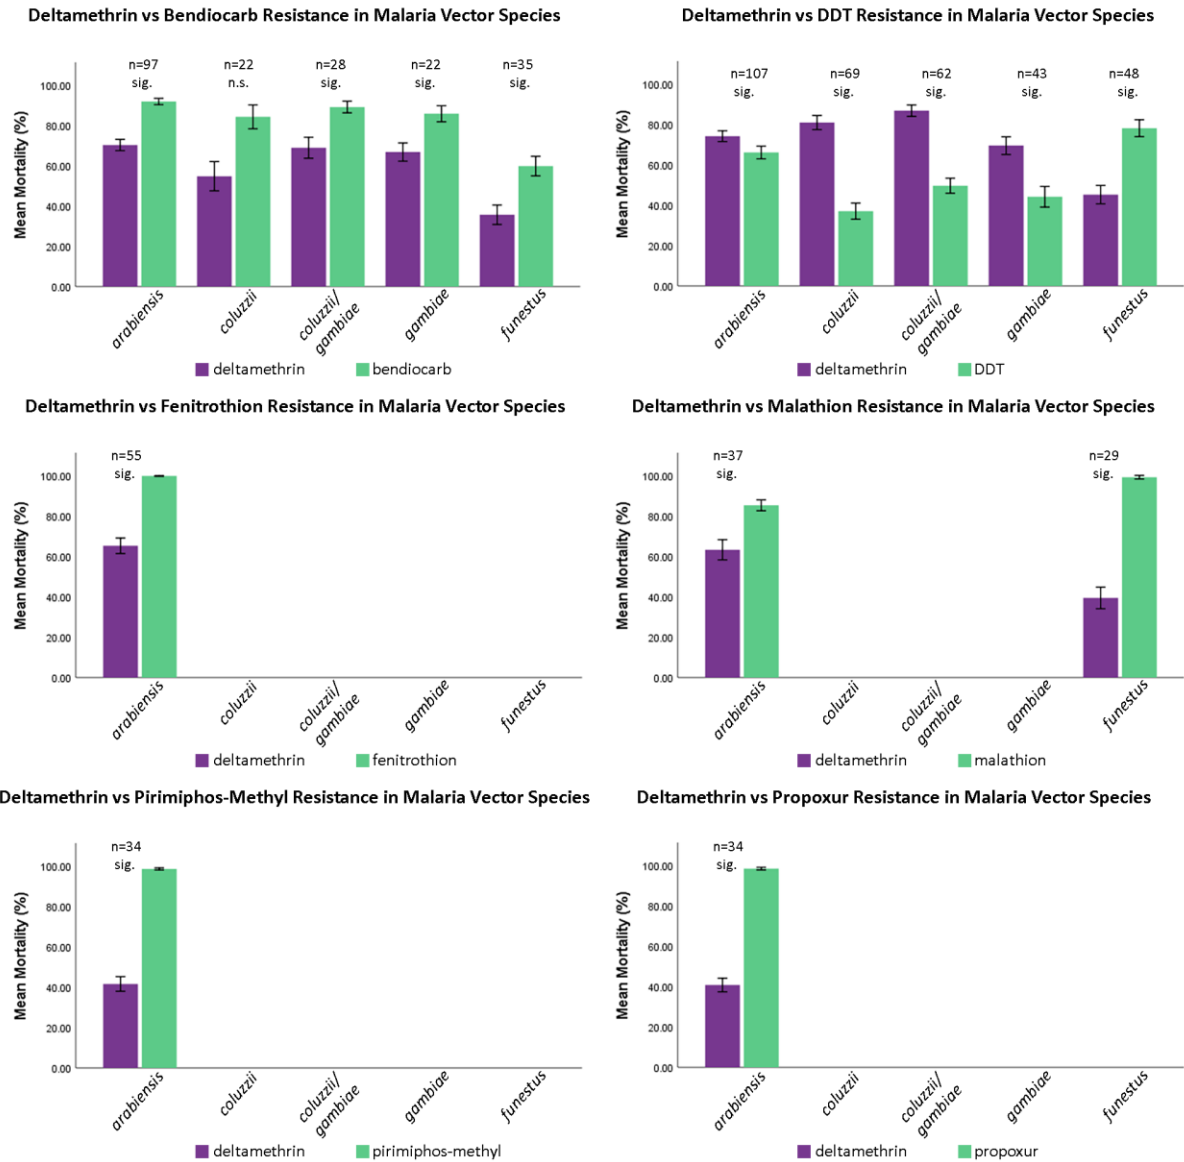 Deltamethrin vs Bendiocarb Resistance in Malaria Vector Species
n=97 n=22 n=28 n=22 n=35
sig. n.s. sig. sig. sig.
Mean Mortality (%)
100.00
80.00
60.00
40.00
20.00
0.00
arabiensis
coluzzii
coluzzii/
gambiae
gambiae
funestus
deltamethrin bendiocarb
Deltamethrin vs DDT Resistance in Malaria Vector Species
n=107 n=69 n=62 n=43 n=48
sig. sig. sig. sig. sig.
Mean Mortality (%)
100.00
80.00
60.00
40.00
20.00
0.00
arabiensis
coluzzii
coluzzii/
gambiae
gambiae
funestus
deltamethrin DDT
Deltamethrin vs Fenitrothion Resistance in Malaria Vector Species
n=55
sig.
Mean Mortality (%)
100.00
80.00
60.00
40.00
20.00
0.00
arabiensis
coluzzii
coluzzii/
gambiae
gambiae
funestus
deltamethrin fenitrothion
Deltamethrin vs Malathion Resistance in Malaria Vector Species
n=37 n=29
sig. sig.
Mean Mortality (%)
100.00
80.00
60.00
40.00
20.00
0.00
arabiensis
coluzzii
coluzzii/
gambiae
gambiae
funestus
deltamethrin malathion
Deltamethrin vs Pirimiphos-Methyl Resistance in Malaria Vector Species
n=34
sig.
Mean Mortality (%)
100.00
80.00
60.00
40.00
20.00
0.00
arabiensis
coluzzii
coluzzii/
gambiae
gambiae
funestus
deltamethrin pirimiphos-methyl
Deltamethrin vs Propoxur Resistance in Malaria Vector Species
n=34
sig.
Mean Mortality (%)
100.00
80.00
60.00
40.00
20.00
0.00
arabiensis
coluzzii
coluzzii/
gambiae
gambiae
funestus
deltamethrin propoxur